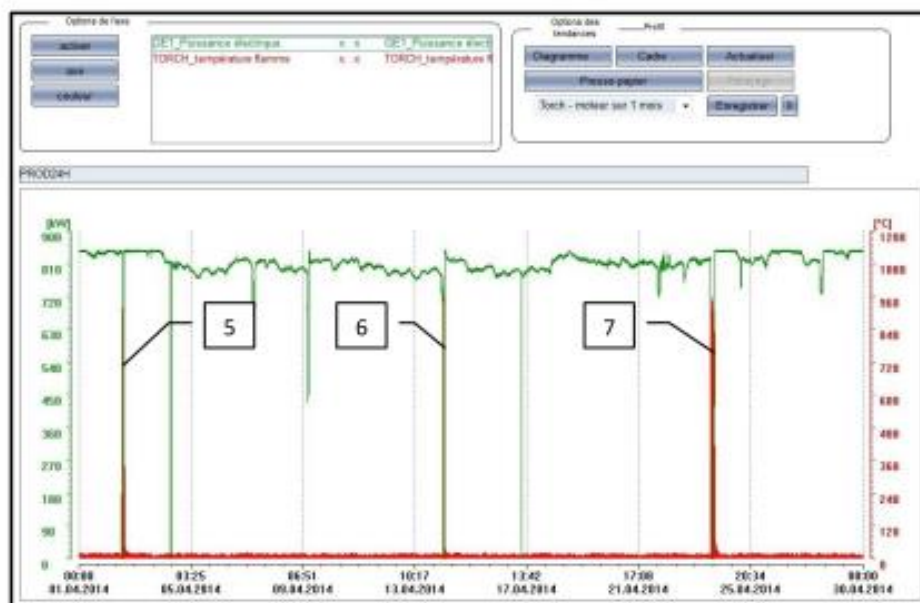 Options de l'axe
activer
axe
couleur
GE1_Puissance électrique
GE1_Puissance élect
TORCH_température flamme
TORCH_température fl
Options des
tendances
Profil
Diagramme
Cadre
Actualiser
Presse papier
Torch - moteur sur 1 mois
Enregistrer
PROD24H
[kW]
[°C]
900
810
720
630
540
450
360
270
180
90
0
1200
1080
960
840
720
600
480
360
240
120
0
5
6
7
00:00 03:25 06:51 10:17 13:42 17:08 20:34 00:00
01.04.2014 05.04.2014 09.04.2014 13.04.2014 17.04.2014 21.04.2014 25.04.2014 30.04.2014